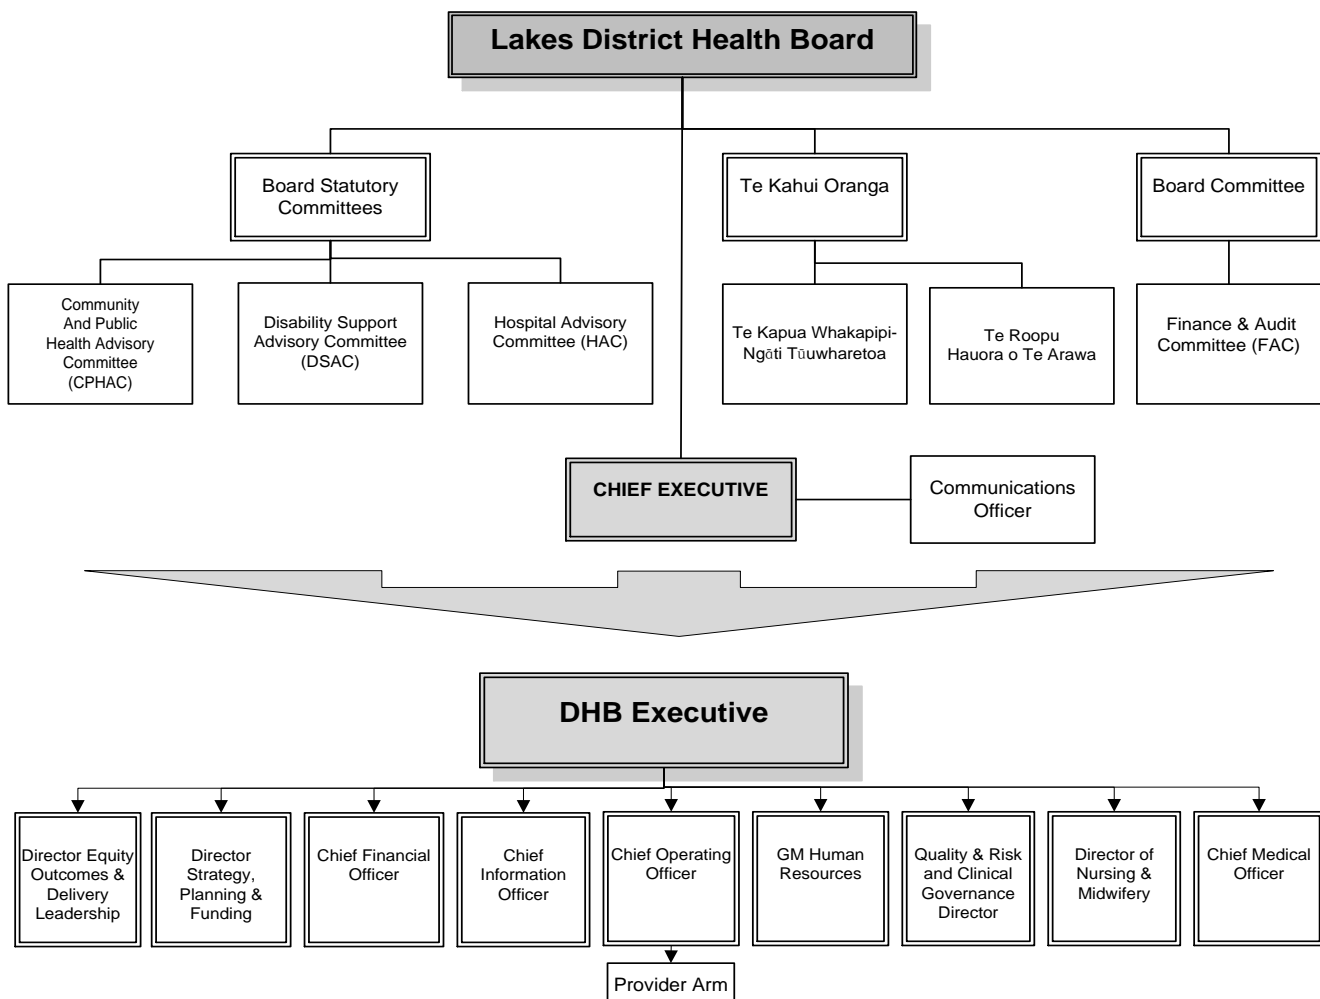 Lakes District Health Board
Board Statutory
Committees
Te Kahui Oranga
Board Committee
Community
And Public
Health Advisory
Committee
(CPHAC)
Disability Support
Advisory Committee
(DSAC)
Hospital Advisory
Committee (HAC)
Te Kapua Whakapipi-
Ngāti Tūuwharetoa
Te Roopu
Hauora o Te Arawa
Finance & Audit
Committee (FAC)
CHIEF EXECUTIVE
Communications
Officer
DHB Executive
Director Equity
Outcomes &
Delivery
Leadership
Director
Strategy,
Planning &
Funding
Chief Financial
Officer
Chief
Information
Officer
Chief Operating
Officer
GM Human
Resources
Quality & Risk
and Clinical
Governance
Director
Director of
Nursing &
Midwifery
Chief Medical
Officer
Provider Arm